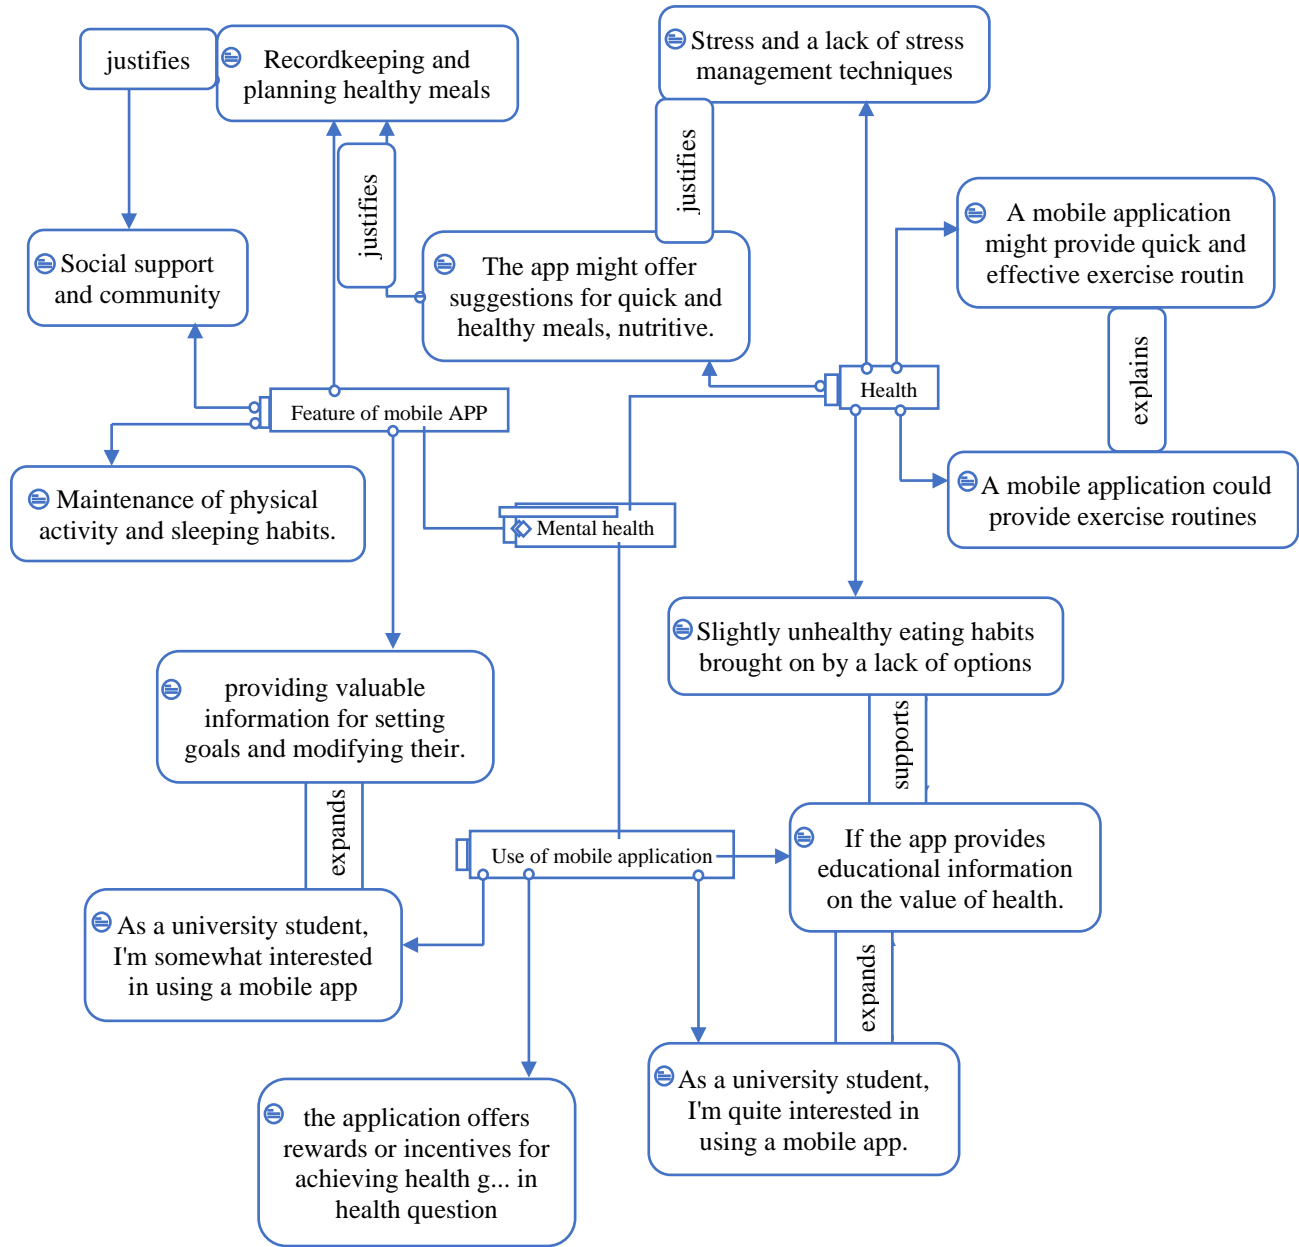 justifies
Recordkeeping and
planning healthy meals
Stress and a lack of stress
management techniques
justifies
justifies
A mobile application
might provide quick and
effective exercise routin
Social support
and community
The app might offer
suggestions for quick and
healthy meals, nutritive.
explains
Health
Feature of mobile APP
Maintenance of physical
activity and sleeping habits.
A mobile application could
provide exercise routines
Mental health
Slightly unhealthy eating habits
brought on by a lack of options
providing valuable
information for setting
goals and modifying their.
supports
expands
Use of mobile application
If the app provides
educational information
on the value of health.
As a university student,
I'm somewhat interested
in using a mobile app
expands
As a university student,
I'm quite interested in
using a mobile app.
the application offers
rewards or incentives for
achieving health g... in
health question